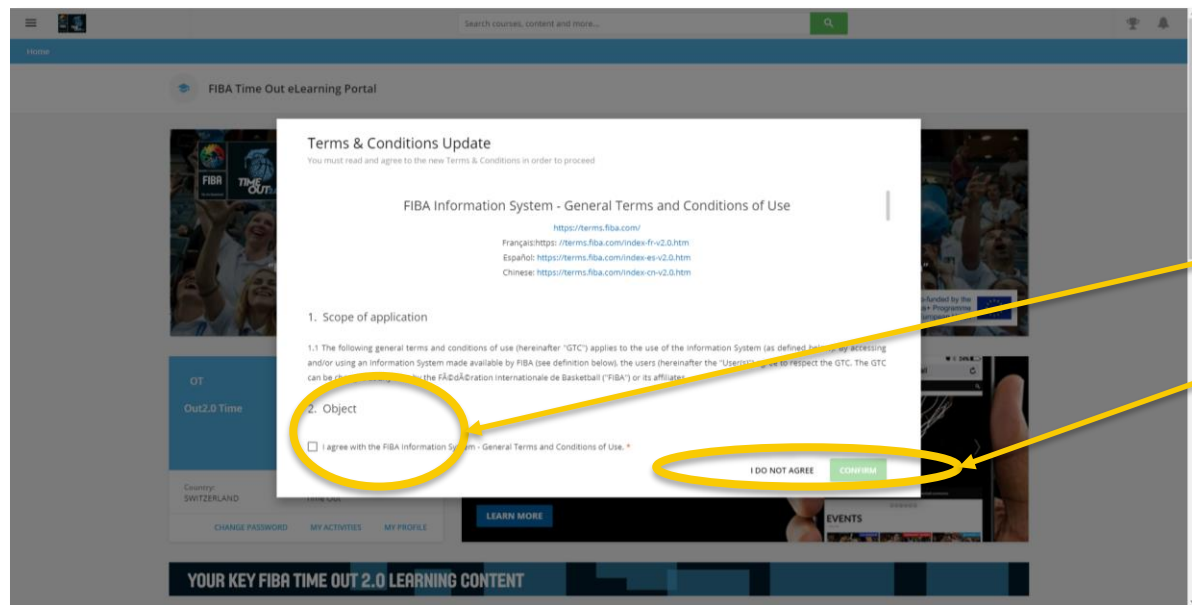 Search courses, content and more...
Home
FIBA Time Out eLearning Portal
FIBA
TIME
OUT
Terms & Conditions Update
You must read and agree to the new Terms & Conditions in order to proceed
FIBA Information System - General Terms and Conditions of Use
https://terms.fiba.com/
Français:https: //terms.fiba.com/index-fr-v2.0.htm
Español: https://terms.fiba.com/index-es-v2.0.htm
Chinese: https://terms.fiba.com/index-cn-v2.0.htm
1. Scope of application
1.1 The following general terms and conditions of use (hereinafter "GTC") applies to the use of the Information System (as defined by accessing
and/or using an Information System made available by FIBA (see definition below), the users (hereinafter the to respect the GTC. The GTC
can be by the FÃ©dÃ©ration Internationale de Basketball ("FIBA") or its affiliates
2. Object
I agree with the FIBA Information System - General Terms and Conditions of Use. *
I DO NOT AGREE
CONFIRM
co-funded by the
Programme
OT
Out2.0 Time
Country:
SWITZERLAND
Time Out
CHANGE PASSWORD
MY ACTIVITIES
MY PROFILE
LEARN MORE
EVENTS
YOUR KEY FIBA TIME OUT 2.0 LEARNING CONTENT